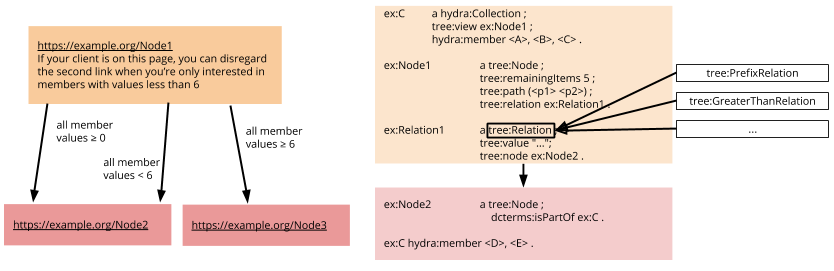 https://example.org/Node1
If your client is on this page, you can disregard
the second link when you're only interested in
members with values less than 6
all member
values ≥ 0
all member
values < 6
all member
values ≥ 6
https://example.org/Node2
https://example.org/Node3
ex:C a hydra:Collection ;
tree:view ex:Node1 ;
hydra:member <A>, <B>, <C> .
ex:Node1 a tree:Node ;
tree:remainingItems 5 ;
tree:path (<p1> <p2>) ;
tree:relation ex:Relation1 .
ex:Relation1 a tree:Relation
tree:value "...";
tree:node ex:Node2 .
tree:PrefixRelation
tree:GreaterThanRelation
...
ex:Node2 a tree:Node ;
dcterms:isPartOf ex:C .
ex:C hydra:member <D>, <E> .